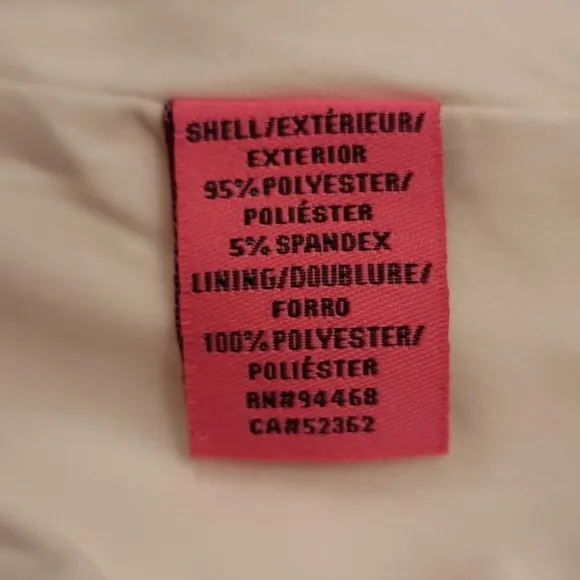 SHELL/EXTÉRIEUR/
EXTERIOR
95% POLYESTER/
POLIÉSTER
5% SPANDEX
LINING/DOUBLURE/
FORRO
100% POLYESTER/
POLIÉSTER
RN#94468
CA#52362